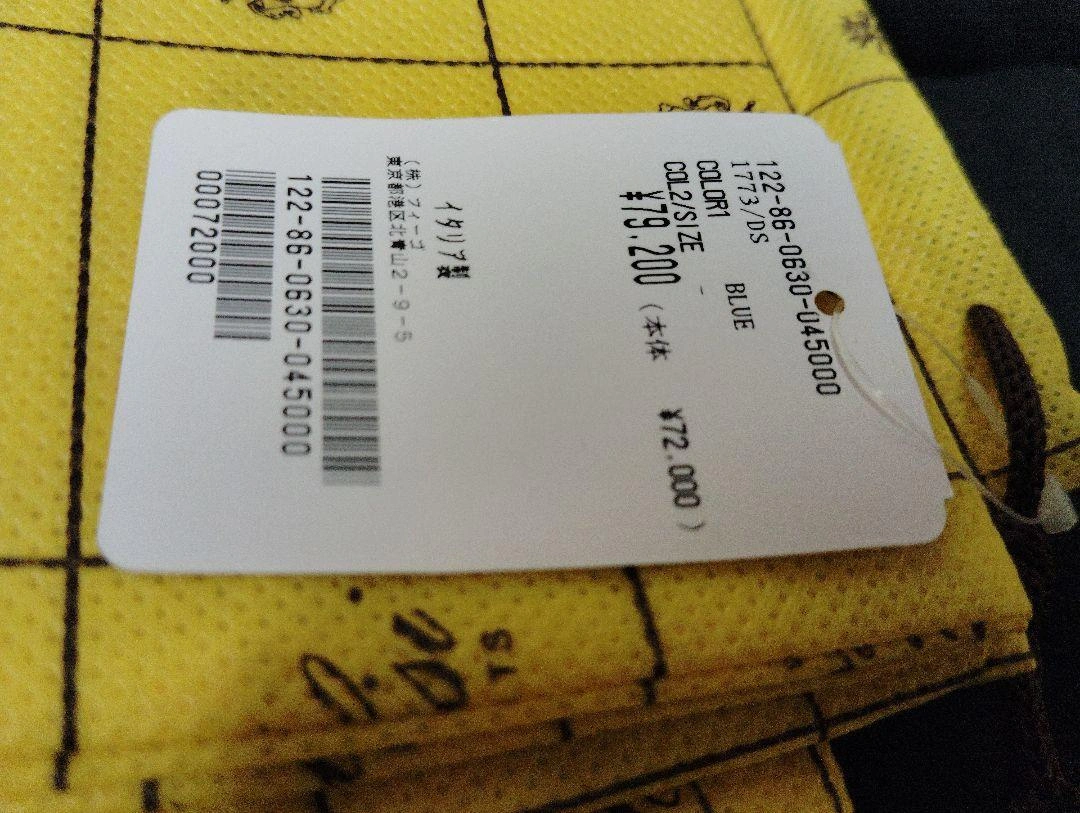 122-86-0630-045000
1773/DS
COLOR1 BLUE
COL2/SIZE -
¥79,200 (本体 ¥72,000)
イタリア製
(株)フィーゴ
東京都港区北青山2-9-5
122-86-0630-045000
000072000
TS